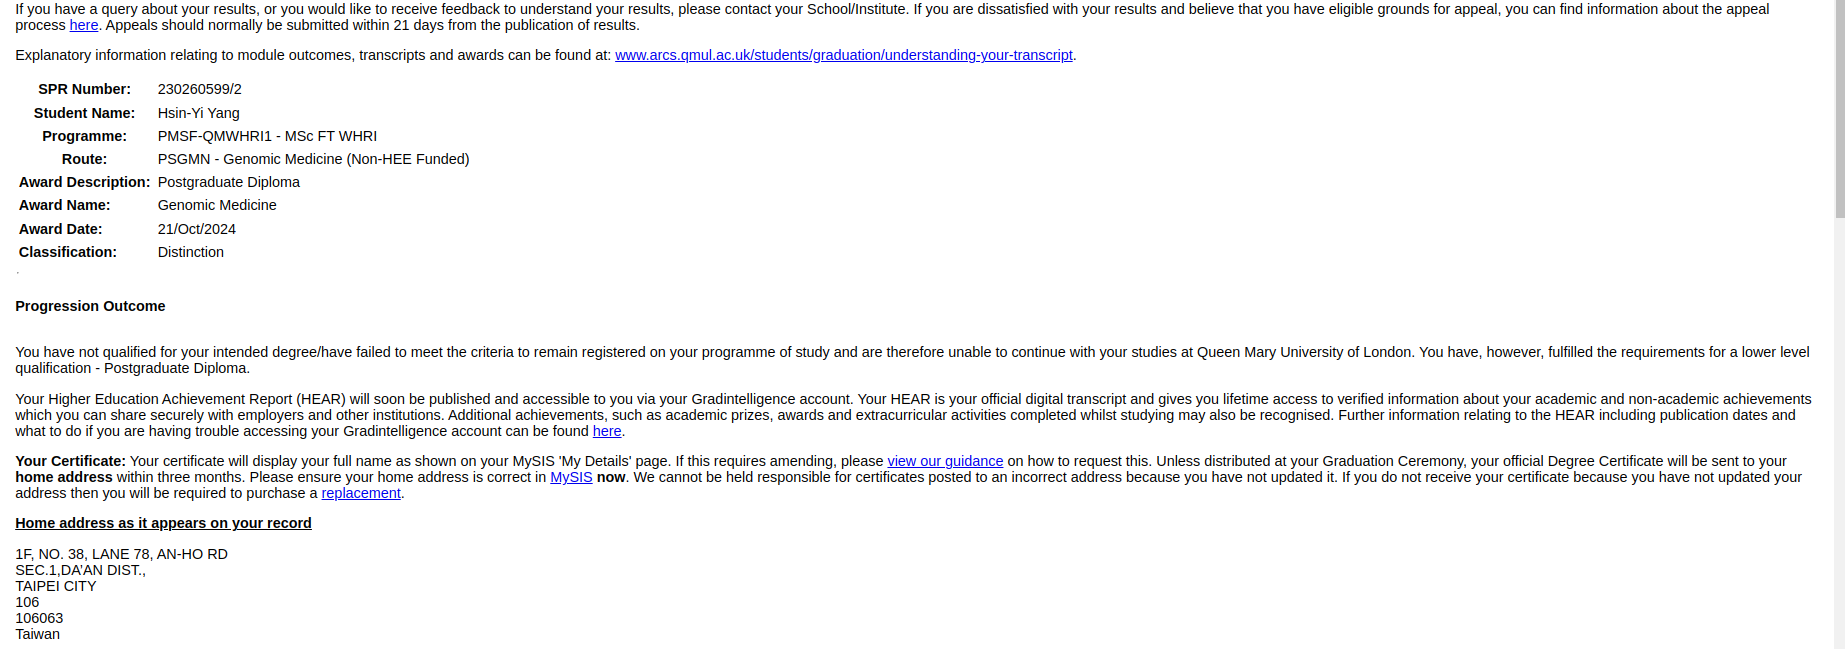 If you have a query about your results, or you would like to receive feedback to understand your results, please contact your School/Institute. If you are dissatisfied with your results and believe that you have eligible grounds for appeal, you can find information about the appeal
process here. Appeals should normally be submitted within 21 days from the publication of results.
Explanatory information relating to module outcomes, transcripts and awards can be found at: www.arcs.qmul.ac.uk/students/graduation/understanding-your-transcript.
SPR Number: 230260599/2
Student Name: Hsin-Yi Yang
Programme: PMSF-QMWHRI1 - MSc FT WHRI
Route: PSGMN - Genomic Medicine (Non-HEE Funded)
Award Description: Postgraduate Diploma
Award Name: Genomic Medicine
Award Date: 21/Oct/2024
Classification: Distinction
.
Progression Outcome
You have not qualified for your intended degree/have failed to meet the criteria to remain registered on your programme of study and are therefore unable to continue with your studies at Queen Mary University of London. You have, however, fulfilled the requirements for a lower level
qualification - Postgraduate Diploma.
Your Higher Education Achievement Report (HEAR) will soon be published and accessible to you via your Gradintelligence account. Your HEAR is your official digital transcript and gives you lifetime access to verified information about your academic and non-academic achievements
which you can share securely with employers and other institutions. Additional achievements, such as academic prizes, awards and extracurricular activities completed whilst studying may also be recognised. Further information relating to the HEAR including publication dates and
what to do if you are having trouble accessing your Gradintelligence account can be found here.
Your Certificate: Your certificate will display your full name as shown on your MySIS 'My Details' page. If this requires amending, please view our guidance on how to request this. Unless distributed at your Graduation Ceremony, your official Degree Certificate will be sent to your
home address within three months. Please ensure your home address is correct in MySIS now. We cannot be held responsible for certificates posted to an incorrect address because you have not updated it. If you do not receive your certificate because you have not updated your
address then you will be required to purchase a replacement.
Home address as it appears on your record
1F, NO. 38, LANE 78, AN-HO RD
SEC.1,DA'AN DIST.,
TAIPEI CITY
106
106063
Taiwan